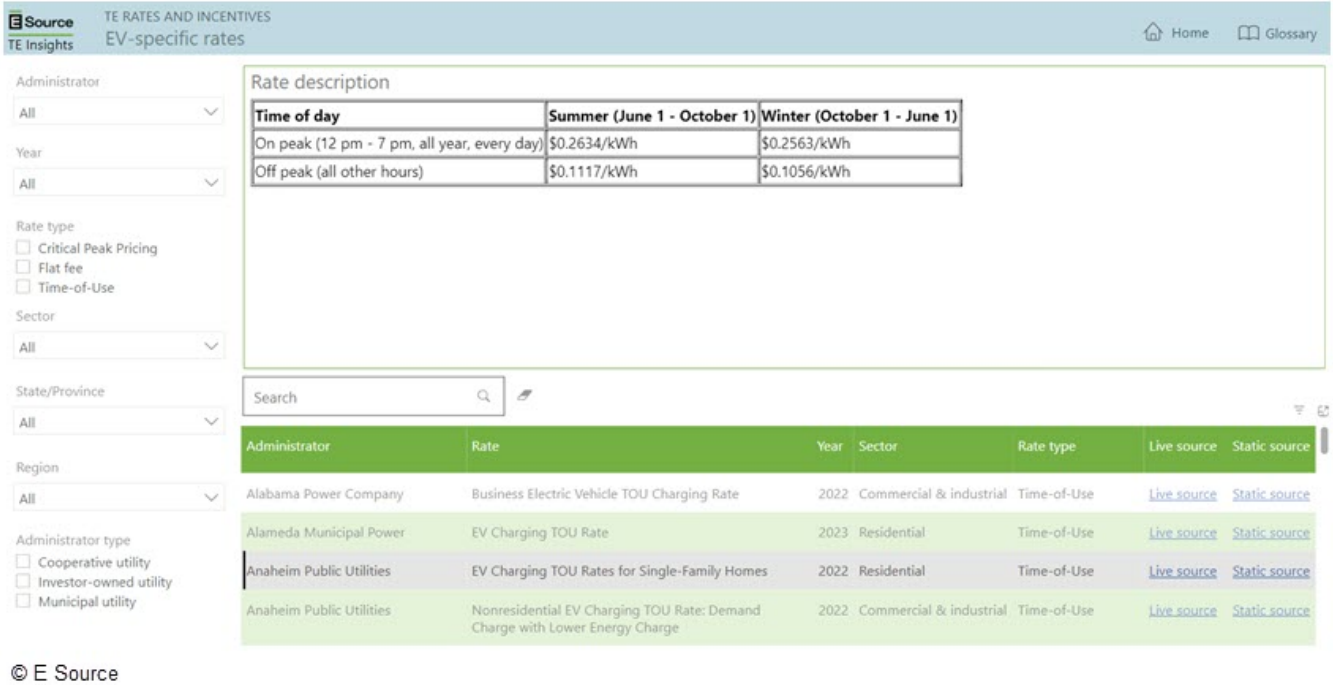 E Source
TE Insights
TE RATES AND INCENTIVES
EV-specific rates
Home
Glossary
Administrator
All
Year
All
Rate type
Critical Peak Pricing
Flat fee
Time-of-Use
Sector
All
State/Province
All
Region
All
Administrator type
Cooperative utility
Investor-owned utility
Municipal utility
Rate description
Time of day Summer (June 1 - October 1) Winter (October 1 - June 1)
On peak (12 pm - 7 pm, all year, every day) $0.2634/kWh $0.2563/kWh
Off peak (all other hours) $0.1117/kWh $0.1056/kWh
Search
Administrator Rate Year Sector Rate type Live source Static source
Alabama Power Company Business Electric Vehicle TOU Charging Rate 2022 Commercial & industrial Time-of-Use Live source Static source
Alameda Municipal Power EV Charging TOU Rate 2023 Residential Time-of-Use Live source Static source
Anaheim Public Utilities EV Charging TOU Rates for Single-Family Homes 2022 Residential Time-of-Use Live source Static source
Anaheim Public Utilities Nonresidential EV Charging TOU Rate: Demand 2022 Commercial & industrial Time-of-Use Live source Static source
Charge with Lower Energy Charge
© E Source